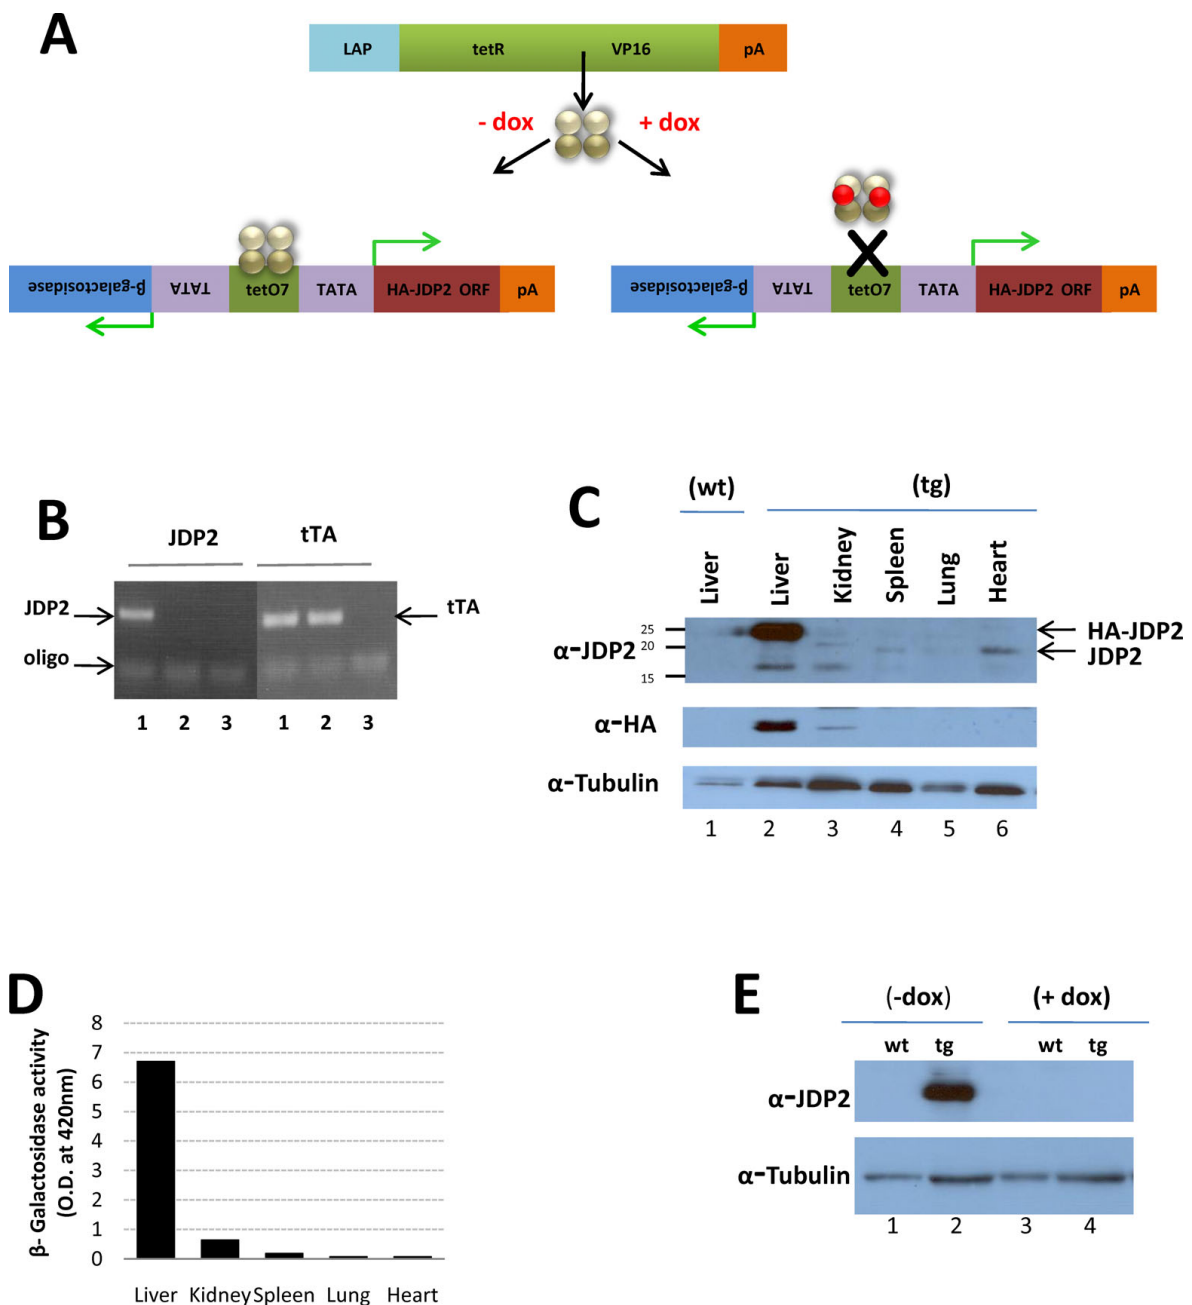 A
LAP tetR VP16 pA
- dox + dox
β-galactosidase TATA tetO7 TATA HA-JDP2 ORF pA
β-galactosidase TATA tetO7 TATA HA-JDP2 ORF pA
B
JDP2 tTA
JDP2
tTA
oligo
1 2 3 1 2 3
C
(wt) (tg)
Liver Liver Kidney Spleen Lung Heart
α-JDP2
25
20
15
HA-JDP2
JDP2
α-HA
α-Tubulin
1 2 3 4 5 6
D
β- Galactosidase activity
(O.D. at 420nm)
8
7
6
5
4
3
2
1
0
Liver Kidney Spleen Lung Heart
E
(-dox) (+ dox)
wt tg wt tg
α-JDP2
α-Tubulin
1 2 3 4